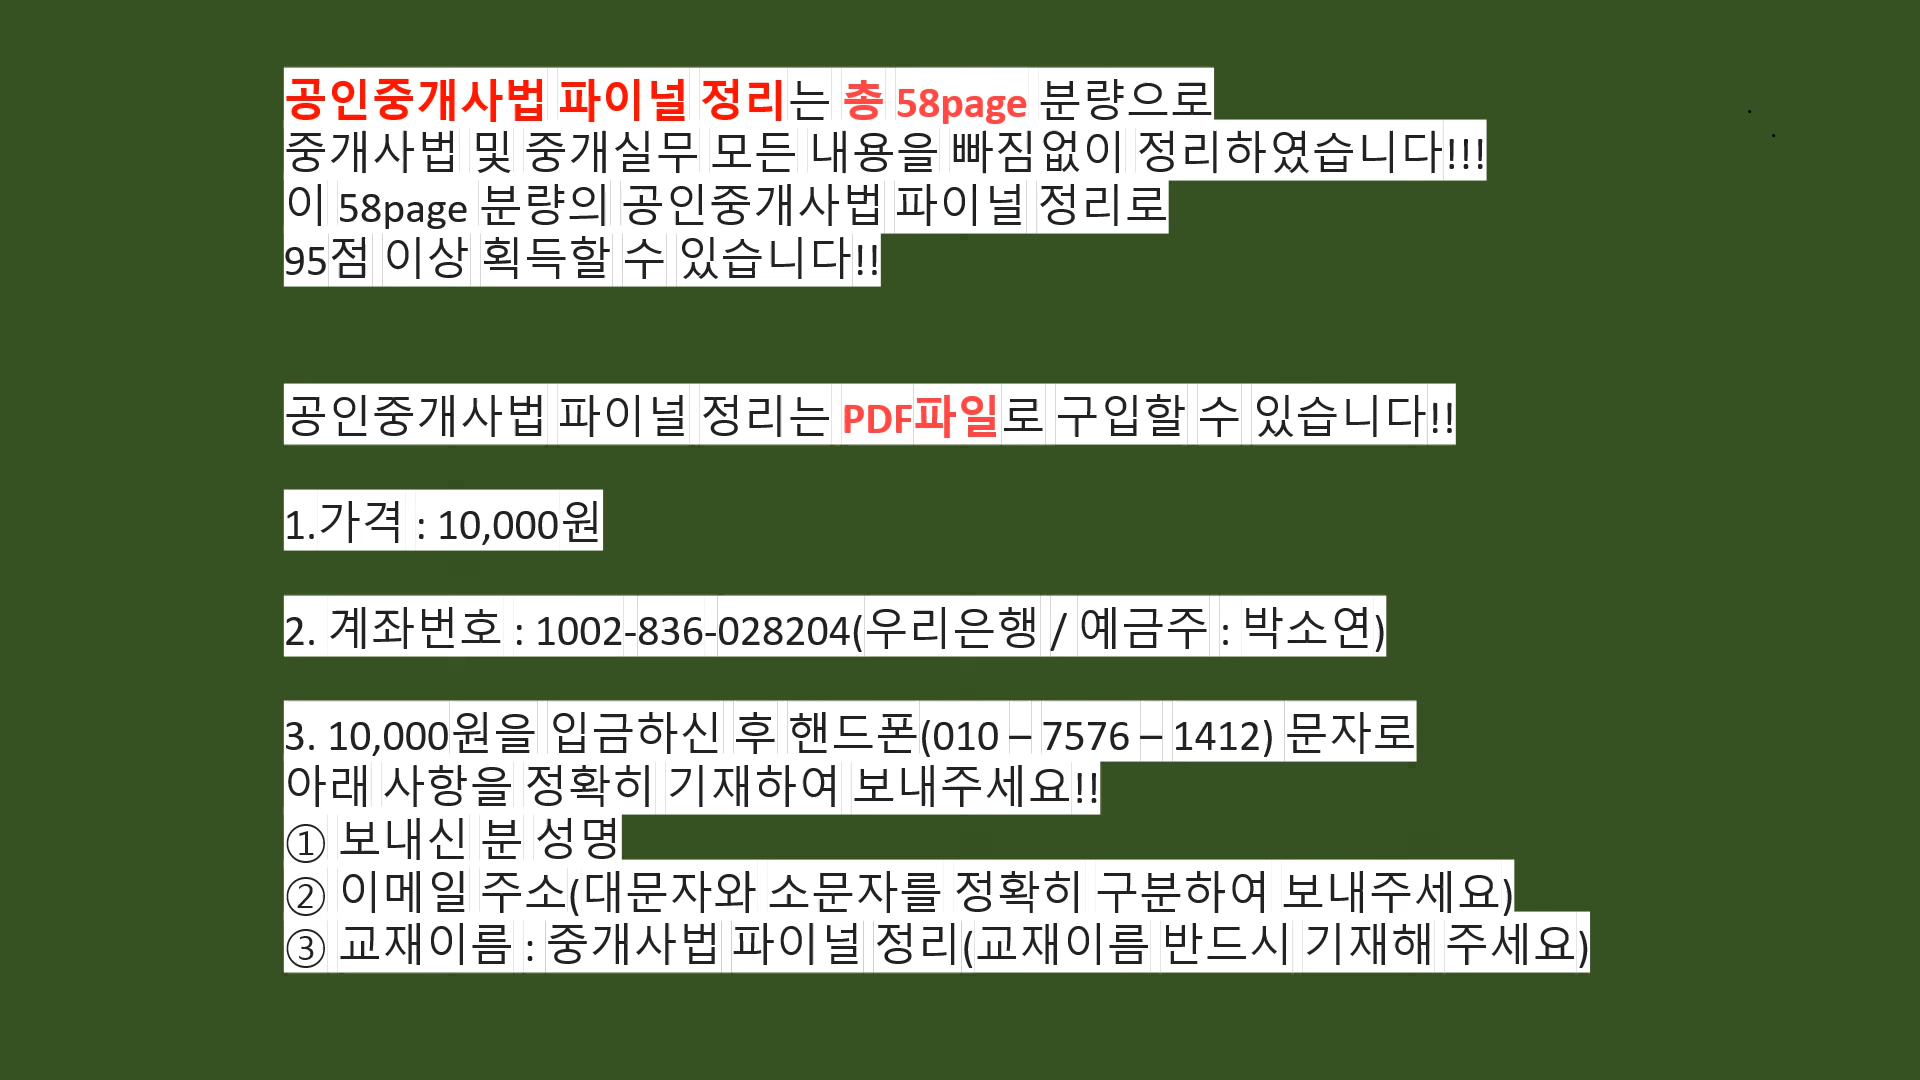 공인중개사법 파이널 정리는 총 58page 분량으로
중개사법 및 중개실무 모든 내용을 빠짐없이 정리하였습니다!!!
이 58page 분량의 공인중개사법 파이널 정리로
95점 이상 획득할 수 있습니다!!
공인중개사법 파이널 정리는 PDF파일로 구입할 수 있습니다!!
1.가격 : 10,000원
2. 계좌번호 : 1002-836-028204(우리은행 / 예금주 : 박소연)
3. 10,000원을 입금하신 후 핸드폰(010 – 7576 – 1412) 문자로
아래 사항을 정확히 기재하여 보내주세요!!
① 보내신 분 성명
② 이메일 주소(대문자와 소문자를 정확히 구분하여 보내주세요)
③ 교재이름 : 중개사법 파이널 정리(교재이름 반드시 기재해 주세요)